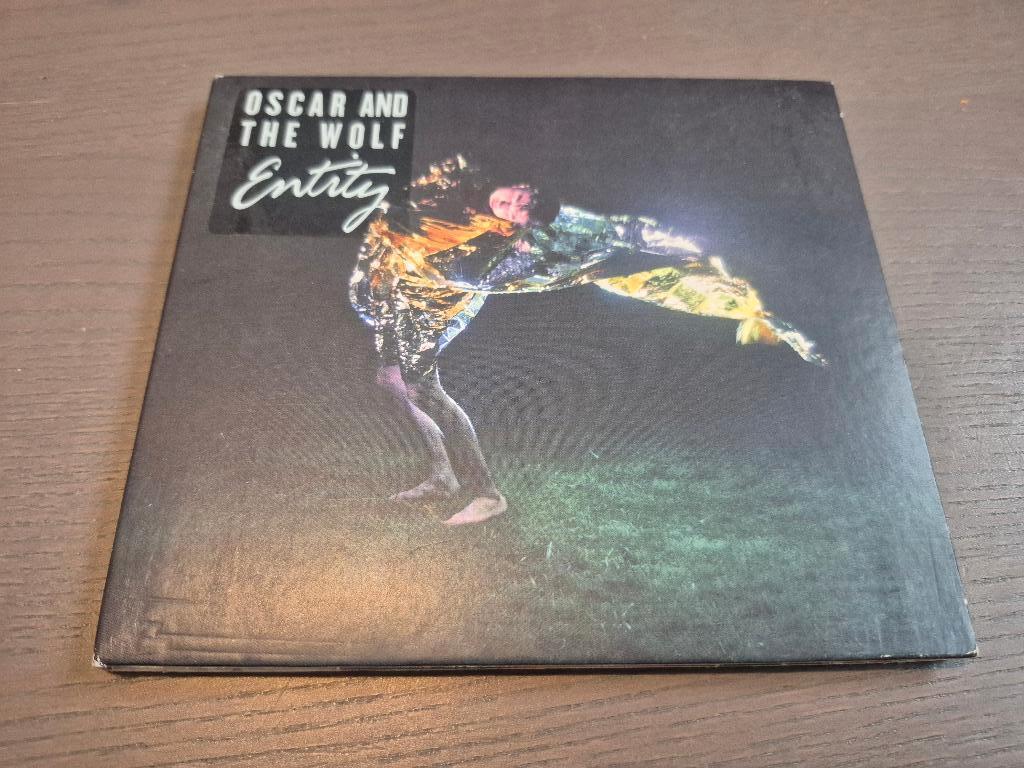 OSCAR AND
THE WOLF
Entity